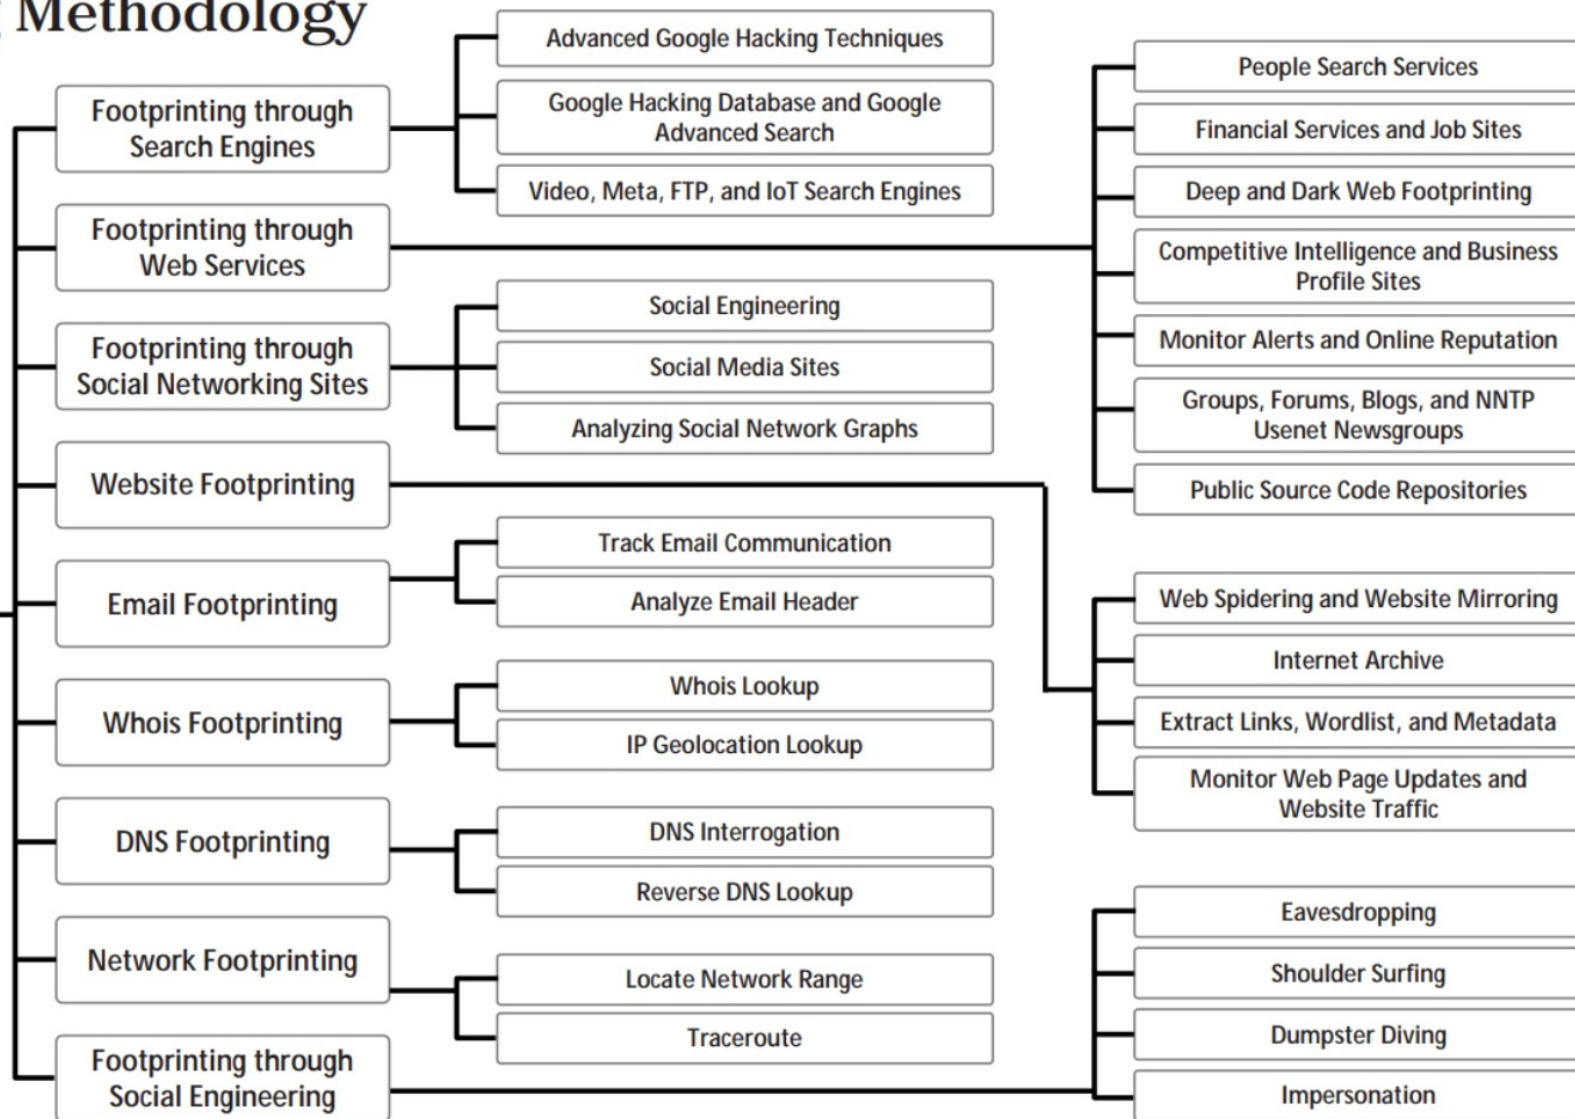 Methodology
Footprinting through
Search Engines
Advanced Google Hacking Techniques
Google Hacking Database and Google
Advanced Search
Video, Meta, FTP, and IoT Search Engines
Footprinting through
Web Services
People Search Services
Financial Services and Job Sites
Deep and Dark Web Footprinting
Competitive Intelligence and Business
Profile Sites
Monitor Alerts and Online Reputation
Groups, Forums, Blogs, and NNTP
Usenet Newsgroups
Public Source Code Repositories
Footprinting through
Social Networking Sites
Social Engineering
Social Media Sites
Analyzing Social Network Graphs
Website Footprinting
Web Spidering and Website Mirroring
Internet Archive
Extract Links, Wordlist, and Metadata
Monitor Web Page Updates and
Website Traffic
Email Footprinting
Track Email Communication
Analyze Email Header
Whois Footprinting
Whois Lookup
IP Geolocation Lookup
DNS Footprinting
DNS Interrogation
Reverse DNS Lookup
Network Footprinting
Locate Network Range
Traceroute
Footprinting through
Social Engineering
Eavesdropping
Shoulder Surfing
Dumpster Diving
Impersonation